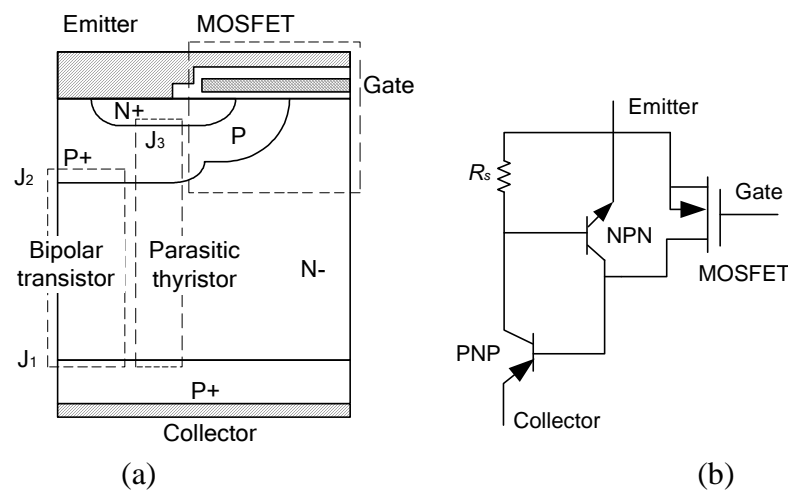 Emitter
MOSFET
Gate
N+
J3
P
P+
J2
Bipolar
transistor
Parasitic
thyristor
N-
J1
P+
Collector
(a)
Emitter
Rs
Gate
NPN
MOSFET
PNP
Collector
(b)